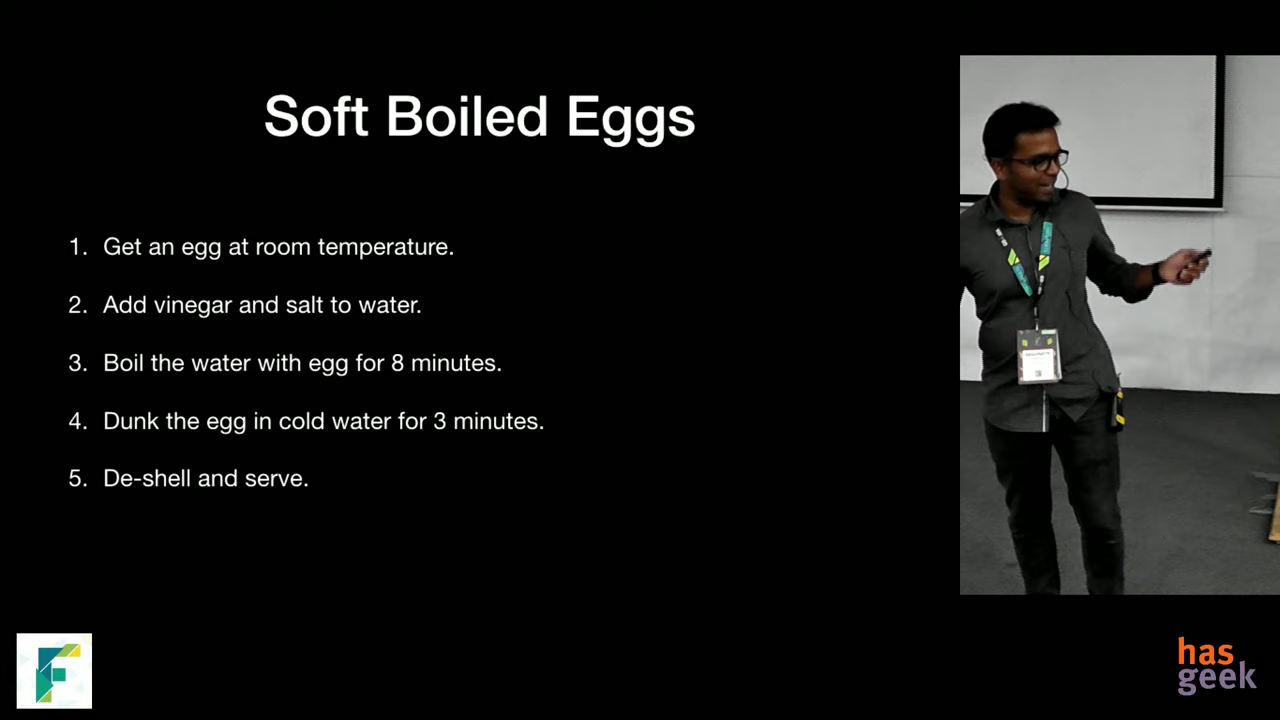 Soft Boiled Eggs
1. Get an egg at room temperature.
2. Add vinegar and salt to water.
3. Boil the water with egg for 8 minutes.
4. Dunk the egg in cold water for 3 minutes.
5. De-shell and serve.
F
has
geek